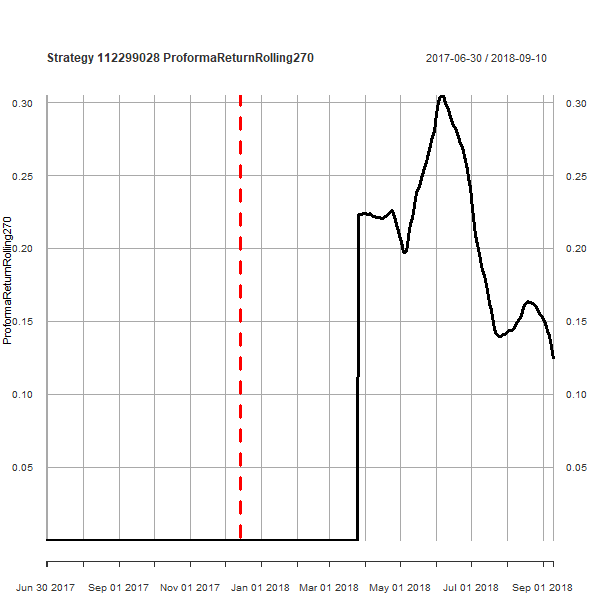 Strategy 112299028 ProformaReturnRolling270
2017-06-30 / 2018-09-10
ProformaReturnRolling270
0.30
0.25
0.20
0.15
0.10
0.05
0.30
0.25
0.20
0.15
0.10
0.05
Jun 30 2017
Sep 01 2017
Nov 01 2017
Jan 01 2018
Mar 01 2018
May 01 2018
Jul 01 2018
Sep 01 2018